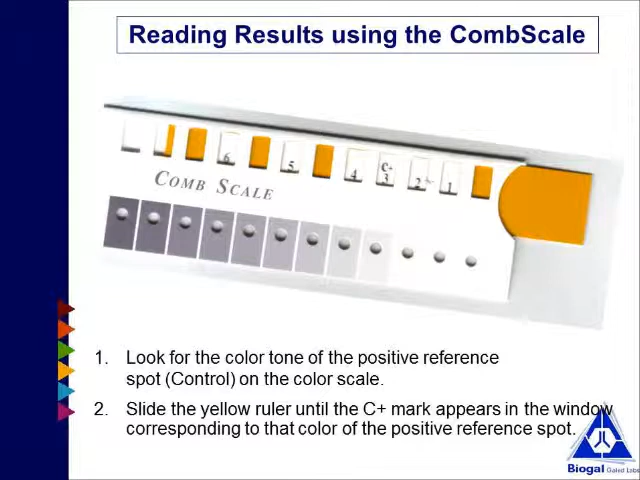 Reading Results using the CombScale
6 5 4 C+ 3 2 1
COMB SCALE
1. Look for the color tone of the positive reference
spot (Control) on the color scale.
2. Slide the yellow ruler until the C+ mark appears in the window
corresponding to that color of the positive reference spot.
Biogal Galed Labs